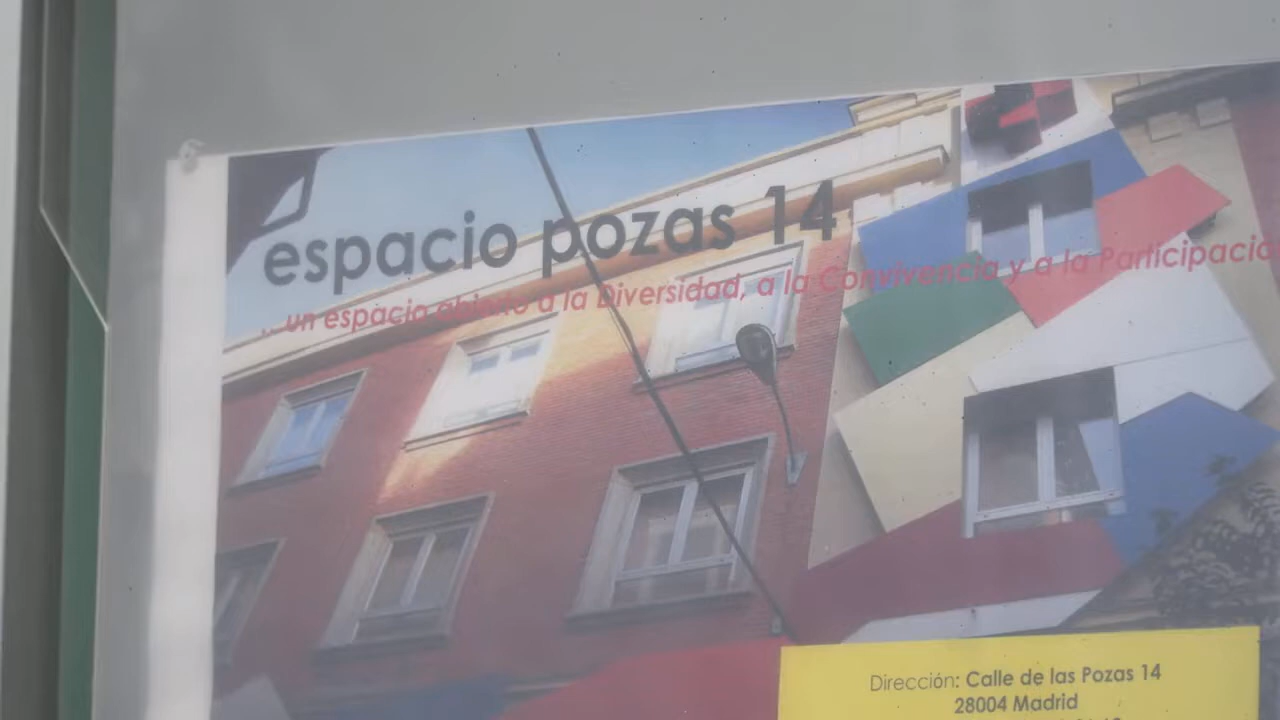 espacio pozas 14
...un espacio abierto a la Diversidad, a la Convivencia y a la Participació
Dirección: Calle de las Pozas 14
28004 Madrid